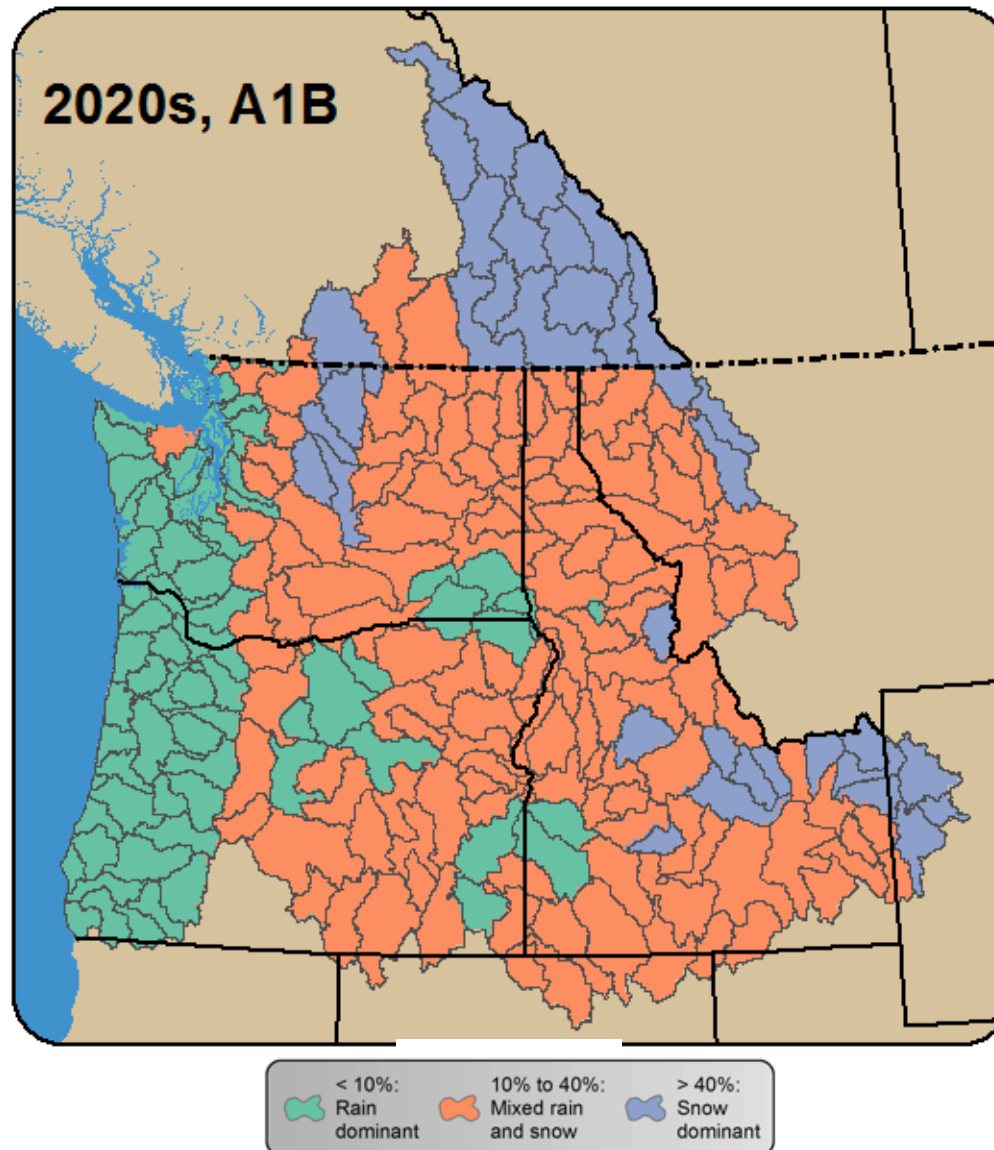 2020s, A1B
< 10%:
Rain
dominant
10% to 40%:
Mixed rain
and snow
> 40%:
Snow
dominant